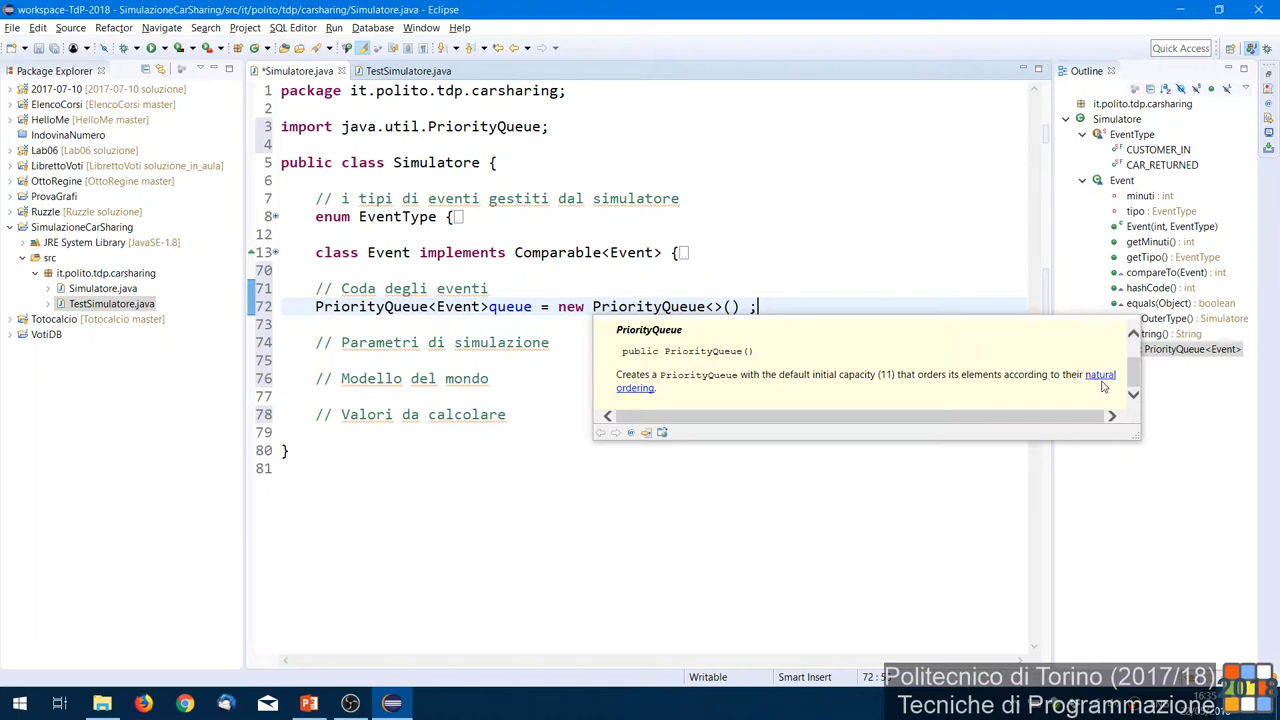 workspace-TdP-2018 - SimulazioneCarSharing/src/it/polito/tdp/carsharing/Simulatore.java - Eclipse
File Edit Source Refactor Navigate Search Project SQL Editor Run Database Window Help
Quick Access
Package Explorer
*Simulatore.java
TestSimulatore.java
Outline
2017-07-10 [2017-07-10 soluzione]
ElencoCorsi [ElencoCorsi master]
HelloMe [HelloMe master]
IndovinaNumero
Lab06 [Lab06 soluzione]
LibrettoVoti [LibrettoVoti soluzione_in_aula]
OttoRegine [OttoRegine master]
ProvaGrafi
Ruzzle [Ruzzle soluzione]
SimulazioneCarSharing
JRE System Library [JavaSE-1.8]
src
it.polito.tdp.carsharing
Simulatore.java
TestSimulatore.java
Totocalcio [Totocalcio master]
VotiDB
1 package it.polito.tdp.carsharing;
2
3 import java.util.PriorityQueue;
4
5 public class Simulatore {
6
7 // i tipi di eventi gestiti dal simulatore
8 enum EventType {
12
13 class Event implements Comparable<Event> {
70
71 // Coda degli eventi
72 PriorityQueue<Event>queue = new PriorityQueue<>() ;
73
74 // Parametri di simulazione
75
76 // Modello del mondo
77
78 // Valori da calcolare
79
80 }
81
PriorityQueue
public PriorityQueue()
Creates a PriorityQueue with the default initial capacity (11) that orders its elements according to their natural
ordering.
it.polito.tdp.carsharing
Simulatore
EventType
CUSTOMER_IN
CAR_RETURNED
Event
minuti : int
tipo : EventType
Event(int, EventType)
getMinuti() : int
getTipo() : EventType
compareTo(Event) : int
hashCode() : int
equals(Object) : boolean
OuterType() : Simulatore
string() : String
PriorityQueue<Event>
Writable
Smart Insert
72 : 5
Politecnico di Torino (2017/18)
Tecniche di Programmazione
2018
16:35